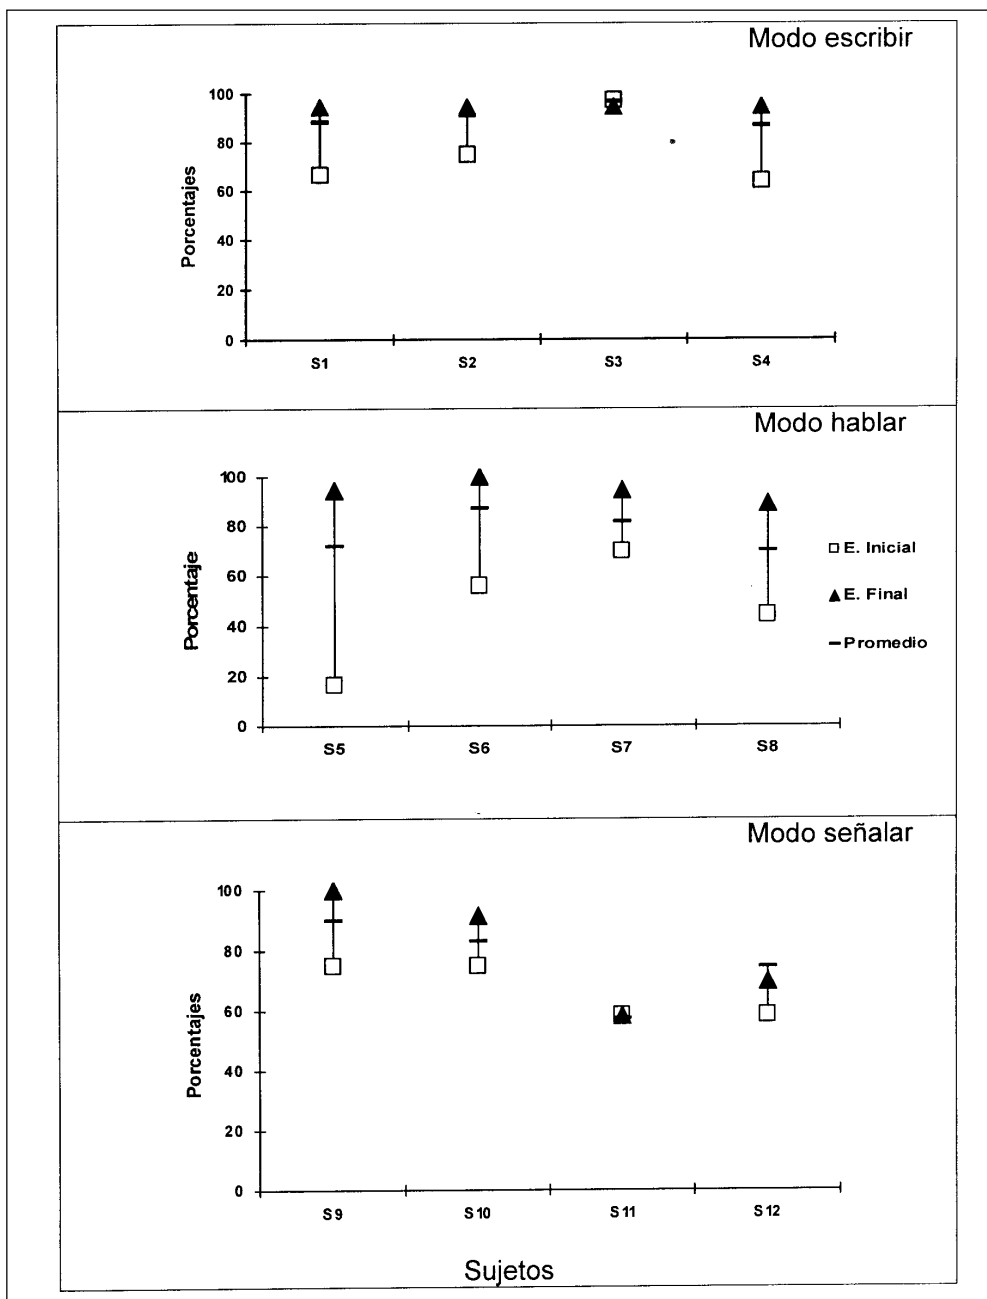 Modo escribir
100
80
60
40
20
0
Porcentajes
S1 S2 S3 S4
Modo hablar
100
80
60
40
20
0
Porcentaje
S5 S6 S7 S8
E. Inicial
E. Final
Promedio
Modo señalar
100
80
60
40
20
0
Porcentajes
S9 S10 S11 S12
Sujetos